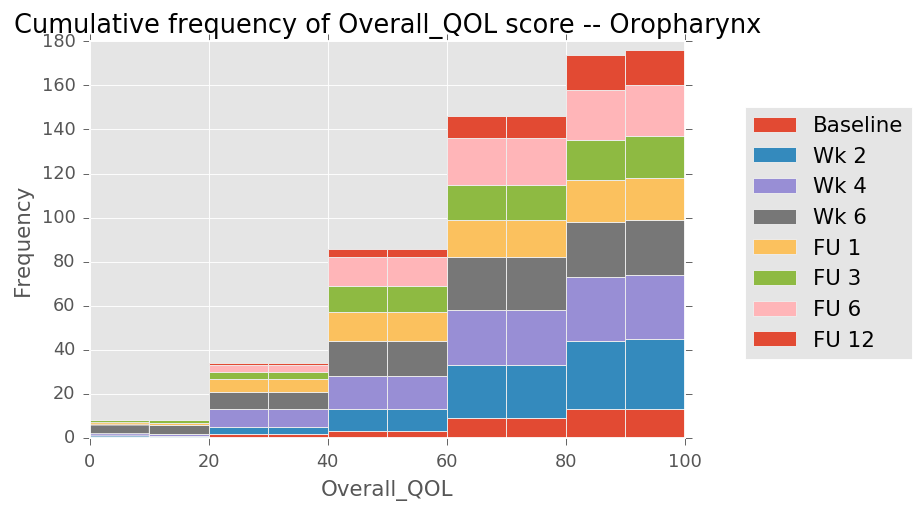 Cumulative frequency of Overall_QOL score -- Oropharynx
180
160
140
120
100
80
60
40
20
0
Frequency
0 20 40 60 80 100
Overall_QOL
Baseline
Wk 2
Wk 4
Wk 6
FU 1
FU 3
FU 6
FU 12